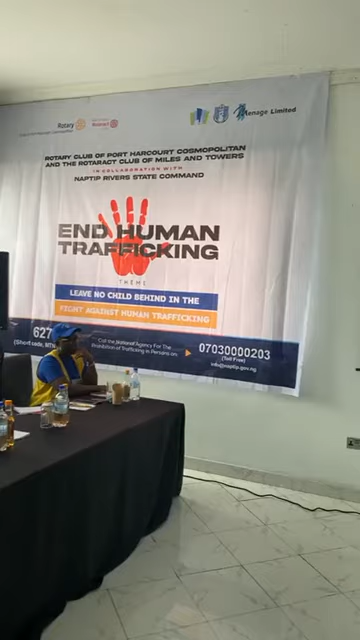 Rotary
Rotaract
Menage Limited
ROTARY CLUB OF PORT HARCOURT COSMOPOLITAN
AND THE ROTARACT CLUB OF MILES AND TOWERS
IN COLLABORATION WITH
NAPTIP RIVERS STATE COMMAND
END HUMAN
TRAFFICKING
THEME
LEAVE NO CHILD BEHIND IN THE
FIGHT AGAINST HUMAN TRAFFICKING
627
(Short code, MTN
Call the National Agency For The
Prohibition of Trafficking in Persons on:
07030000203
(Toll Free)
info@naptip.gov.ng